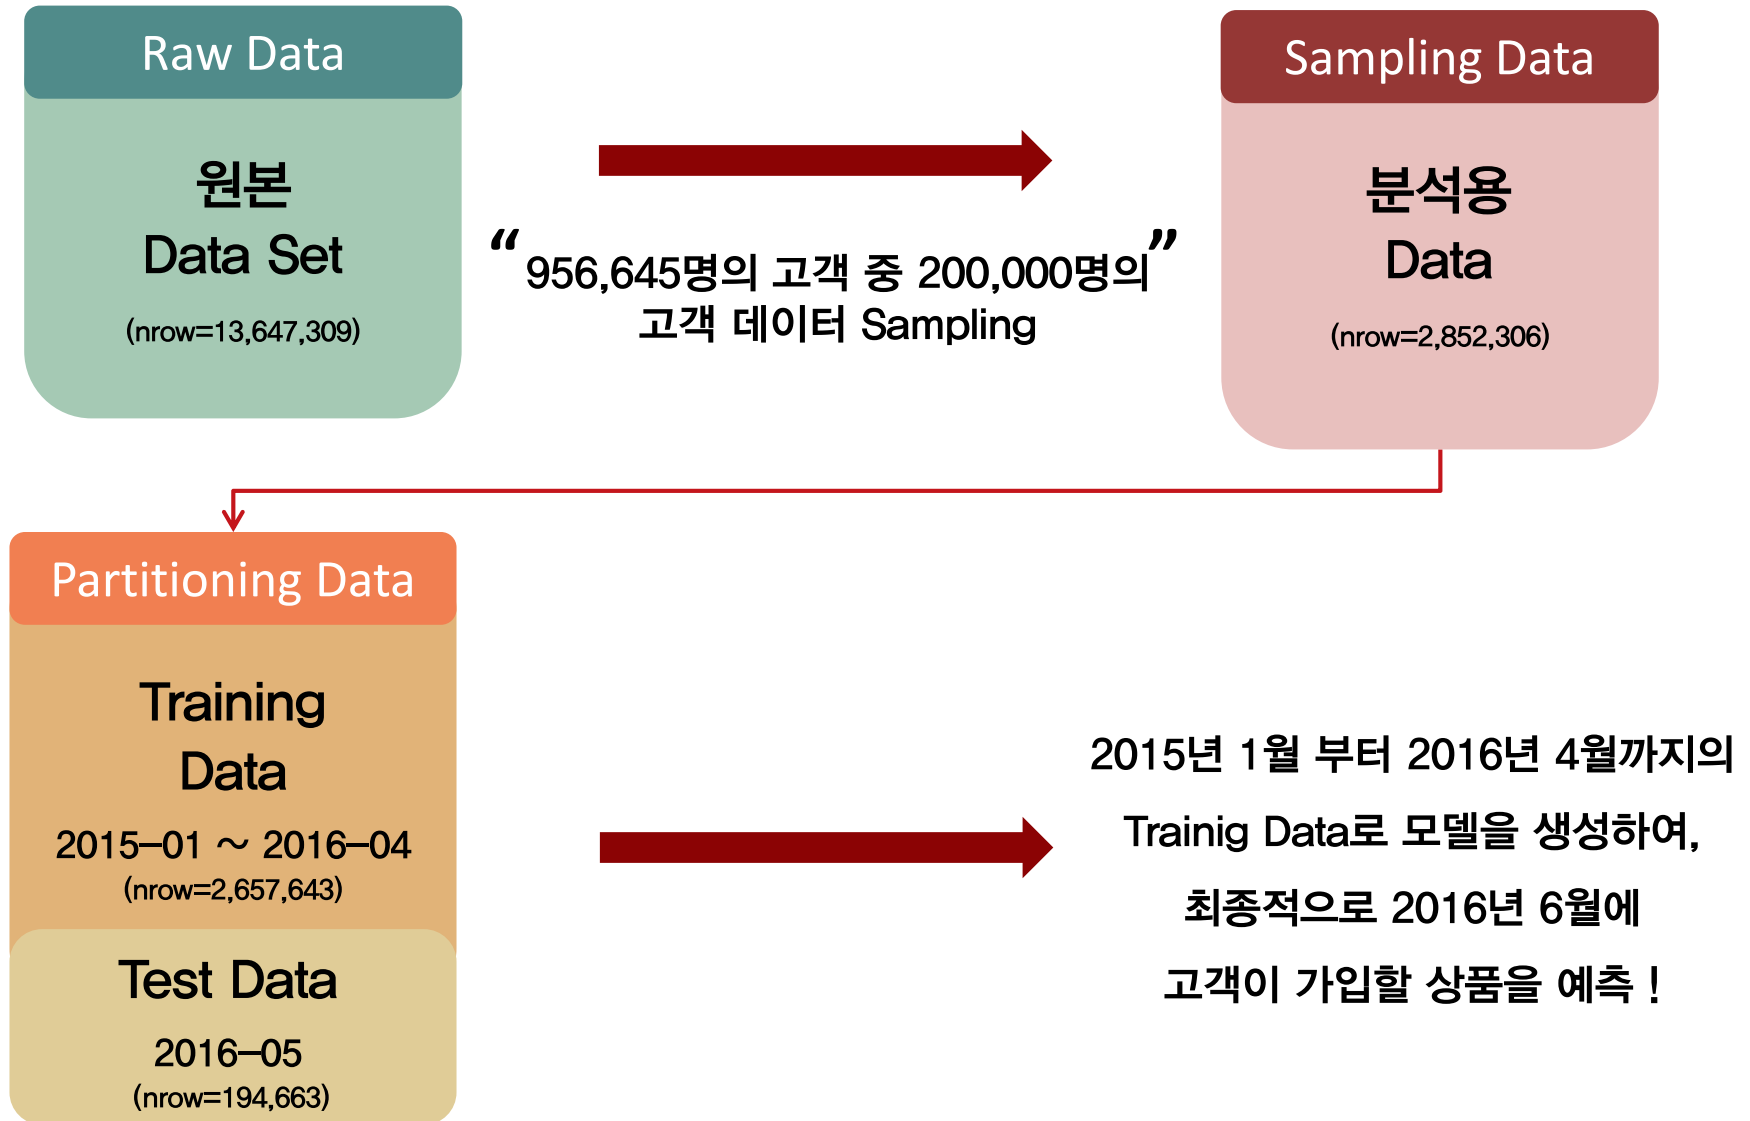 Raw Data
원본
Data Set
(nrow=13,647,309)
“956,645명의 고객 중 200,000명의”
고객 데이터 Sampling
Sampling Data
분석용
Data
(nrow=2,852,306)
Partitioning Data
Training
Data
2015–01 ~ 2016–04
(nrow=2,657,643)
Test Data
2016–05
(nrow=194,663)
2015년 1월 부터 2016년 4월까지의
Trainig Data로 모델을 생성하여,
최종적으로 2016년 6월에
고객이 가입할 상품을 예측 !